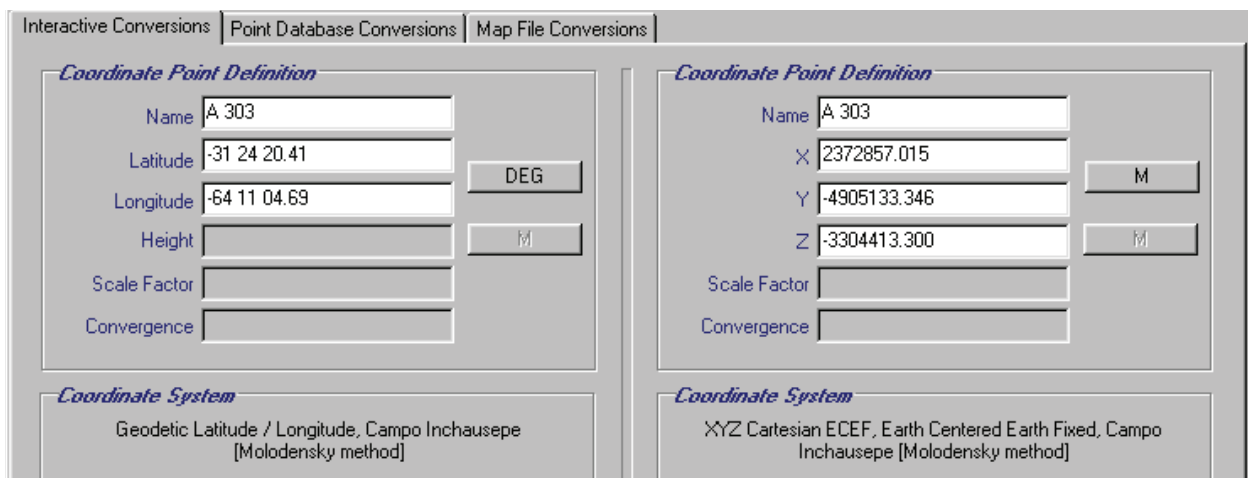 Interactive Conversions Point Database Conversions Map File Conversions
Coordinate Point Definition
Name A 303
Latitude -31 24 20.41
DEG
Longitude -64 11 04.69
Height M
Scale Factor
Convergence
Coordinate System
Geodetic Latitude / Longitude, Campo Inchausepe
[Molodensky method]
Coordinate Point Definition
Name A 303
X 2372857.015
M
Y -4905133.346
Z -3304413.300 M
Scale Factor
Convergence
Coordinate System
XYZ Cartesian ECEF, Earth Centered Earth Fixed, Campo
Inchausepe [Molodensky method]